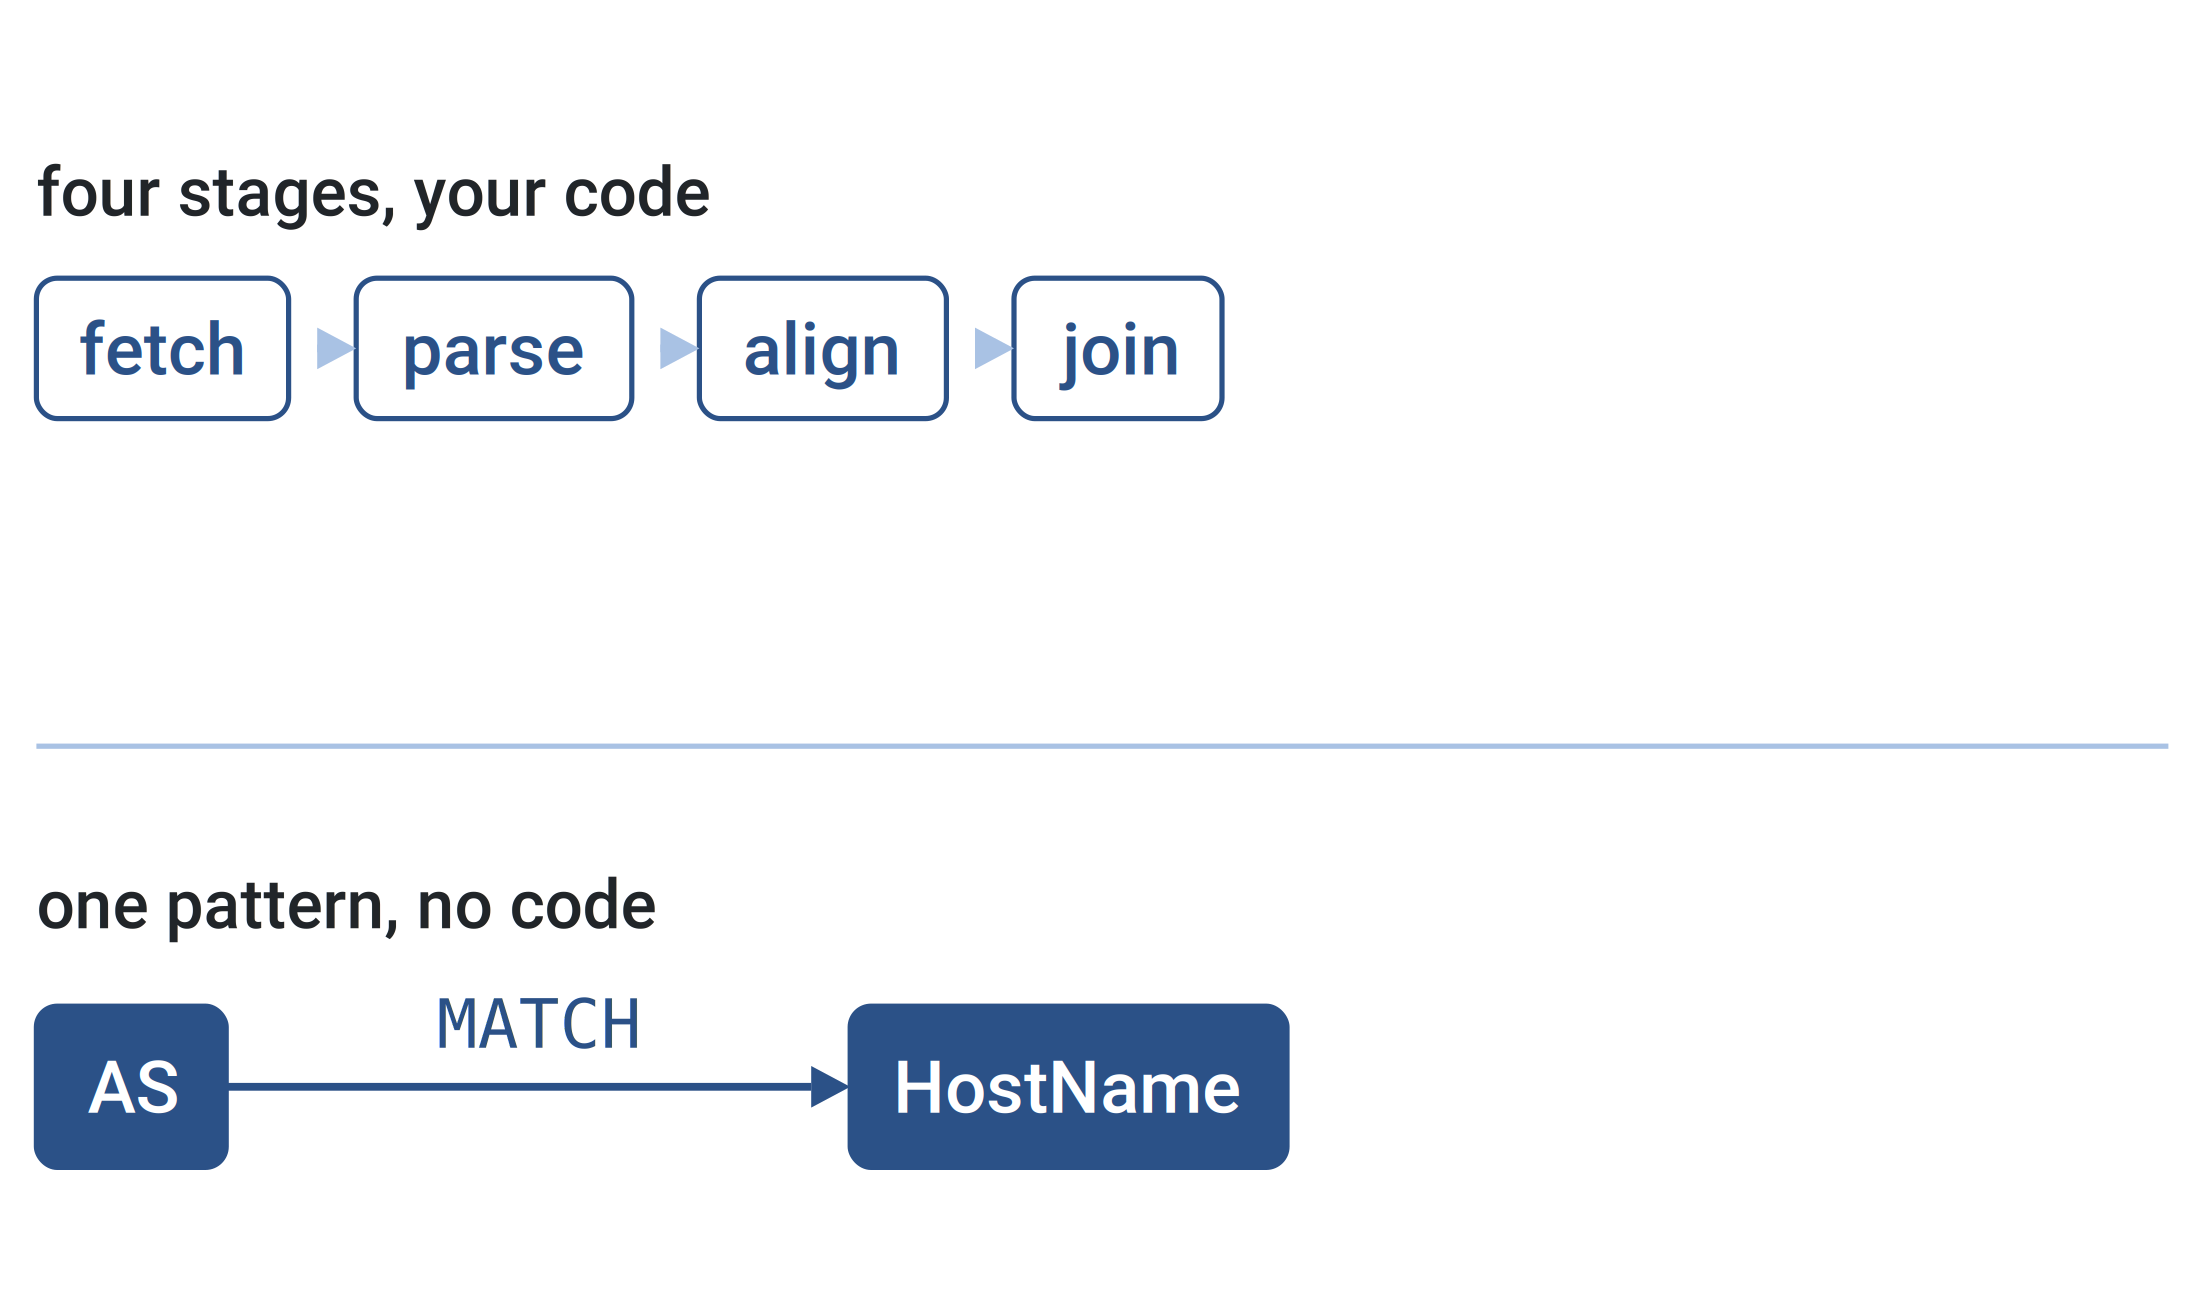 four stages, your code
fetch parse align join
one pattern, no code
MATCH
AS HostName